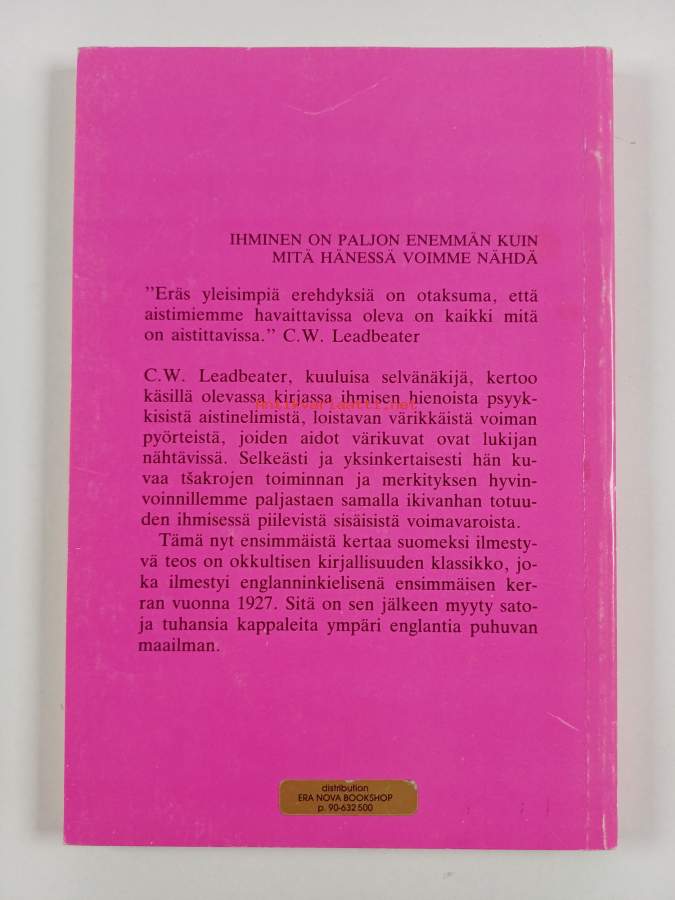 IHMINEN ON PALJON ENEMMÄN KUIN
MITÄ HÄNESSÄ VOIMME NÄHDÄ
”Eräs yleisimpiä erehdyksiä on otaksuma, että
aistimiemme havaittavissa oleva on kaikki mitä
on aistittavissa.” C.W. Leadbeater
C.W. Leadbeater, kuuluisa selvänäkijä, kertoo
käsillä olevassa kirjassa ihmisen hienoista psyyk-
Antikvariaatti.net
kisistä aistinelimistä, loistavan värikkäistä voiman
pyörteistä, joiden aidot värikuvat ovat lukijan
nähtävissä. Selkeästi ja yksinkertaisesti hän ku-
vaa tšakrojen toiminnan ja merkityksen hyvin-
voinnillemme paljastaen samalla ikivanhan totuu-
den ihmisessä piilevistä sisäisistä voimavaroista.
Tämä nyt ensimmäistä kertaa suomeksi ilmesty-
vä teos on okkultisen kirjallisuuden klassikko, jo-
ka ilmestyi englanninkielisenä ensimmäisen ker-
ran vuonna 1927. Sitä on sen jälkeen myyty sato-
ja tuhansia kappaleita ympäri englantia puhuvan
maailman.
distribution
ERA NOVA BOOKSHOP
p. 90-632 500